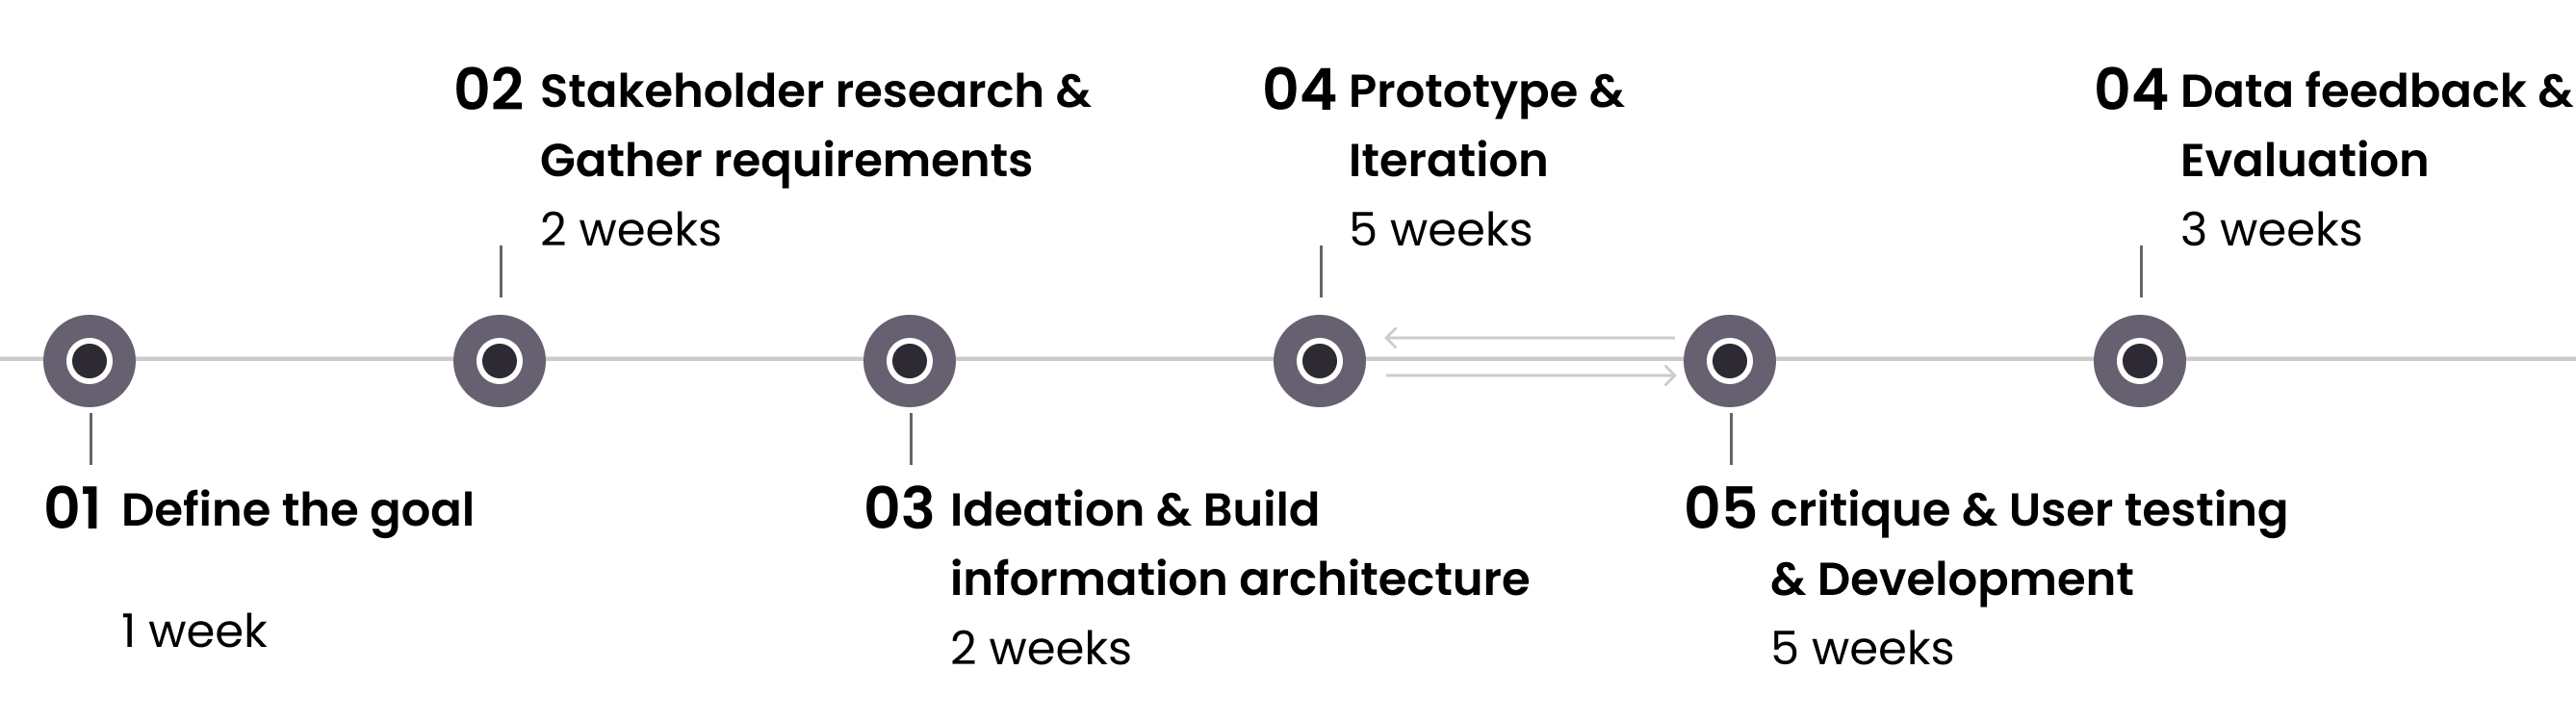 01 Define the goal
1 week
02 Stakeholder research &
Gather requirements
2 weeks
03 Ideation & Build
information architecture
2 weeks
04 Prototype &
Iteration
5 weeks
05 critique & User testing
& Development
5 weeks
04 Data feedback &
Evaluation
3 weeks